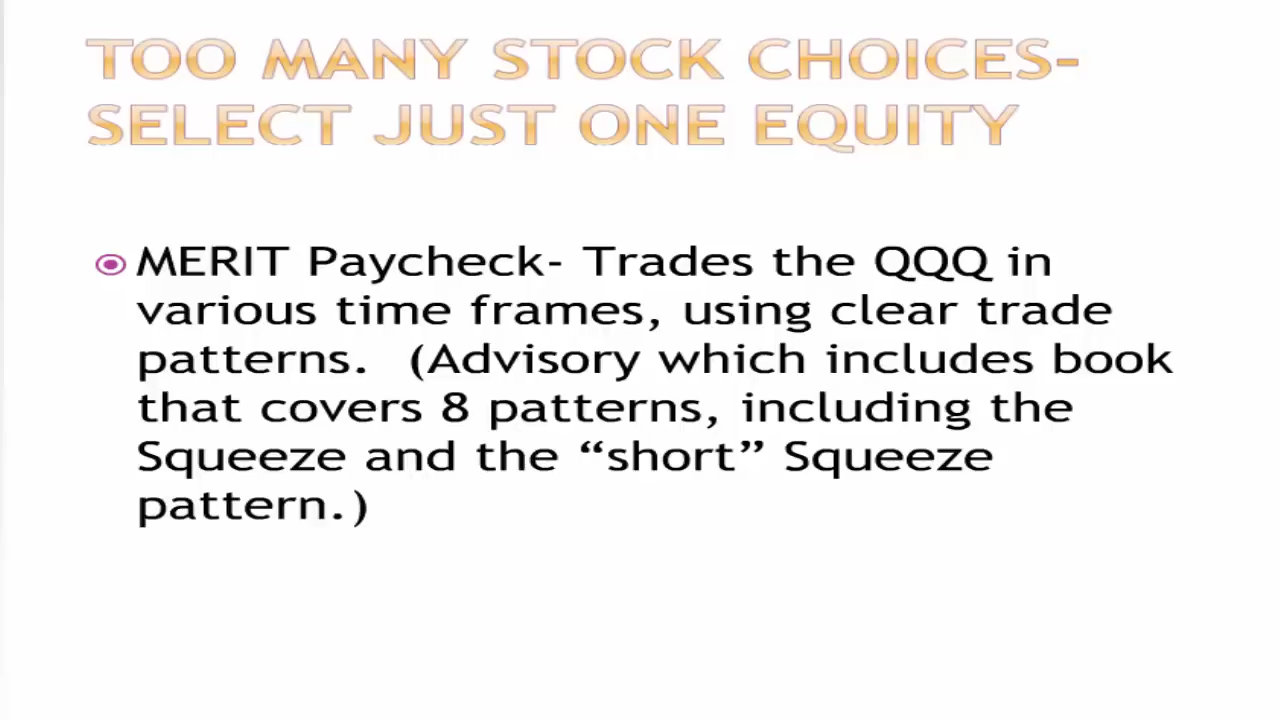 TOO MANY STOCK CHOICES-
SELECT JUST ONE EQUITY
MERIT Paycheck- Trades the QQQ in
various time frames, using clear trade
patterns.  (Advisory which includes book
that covers 8 patterns, including the
Squeeze and the “short” Squeeze
pattern.)